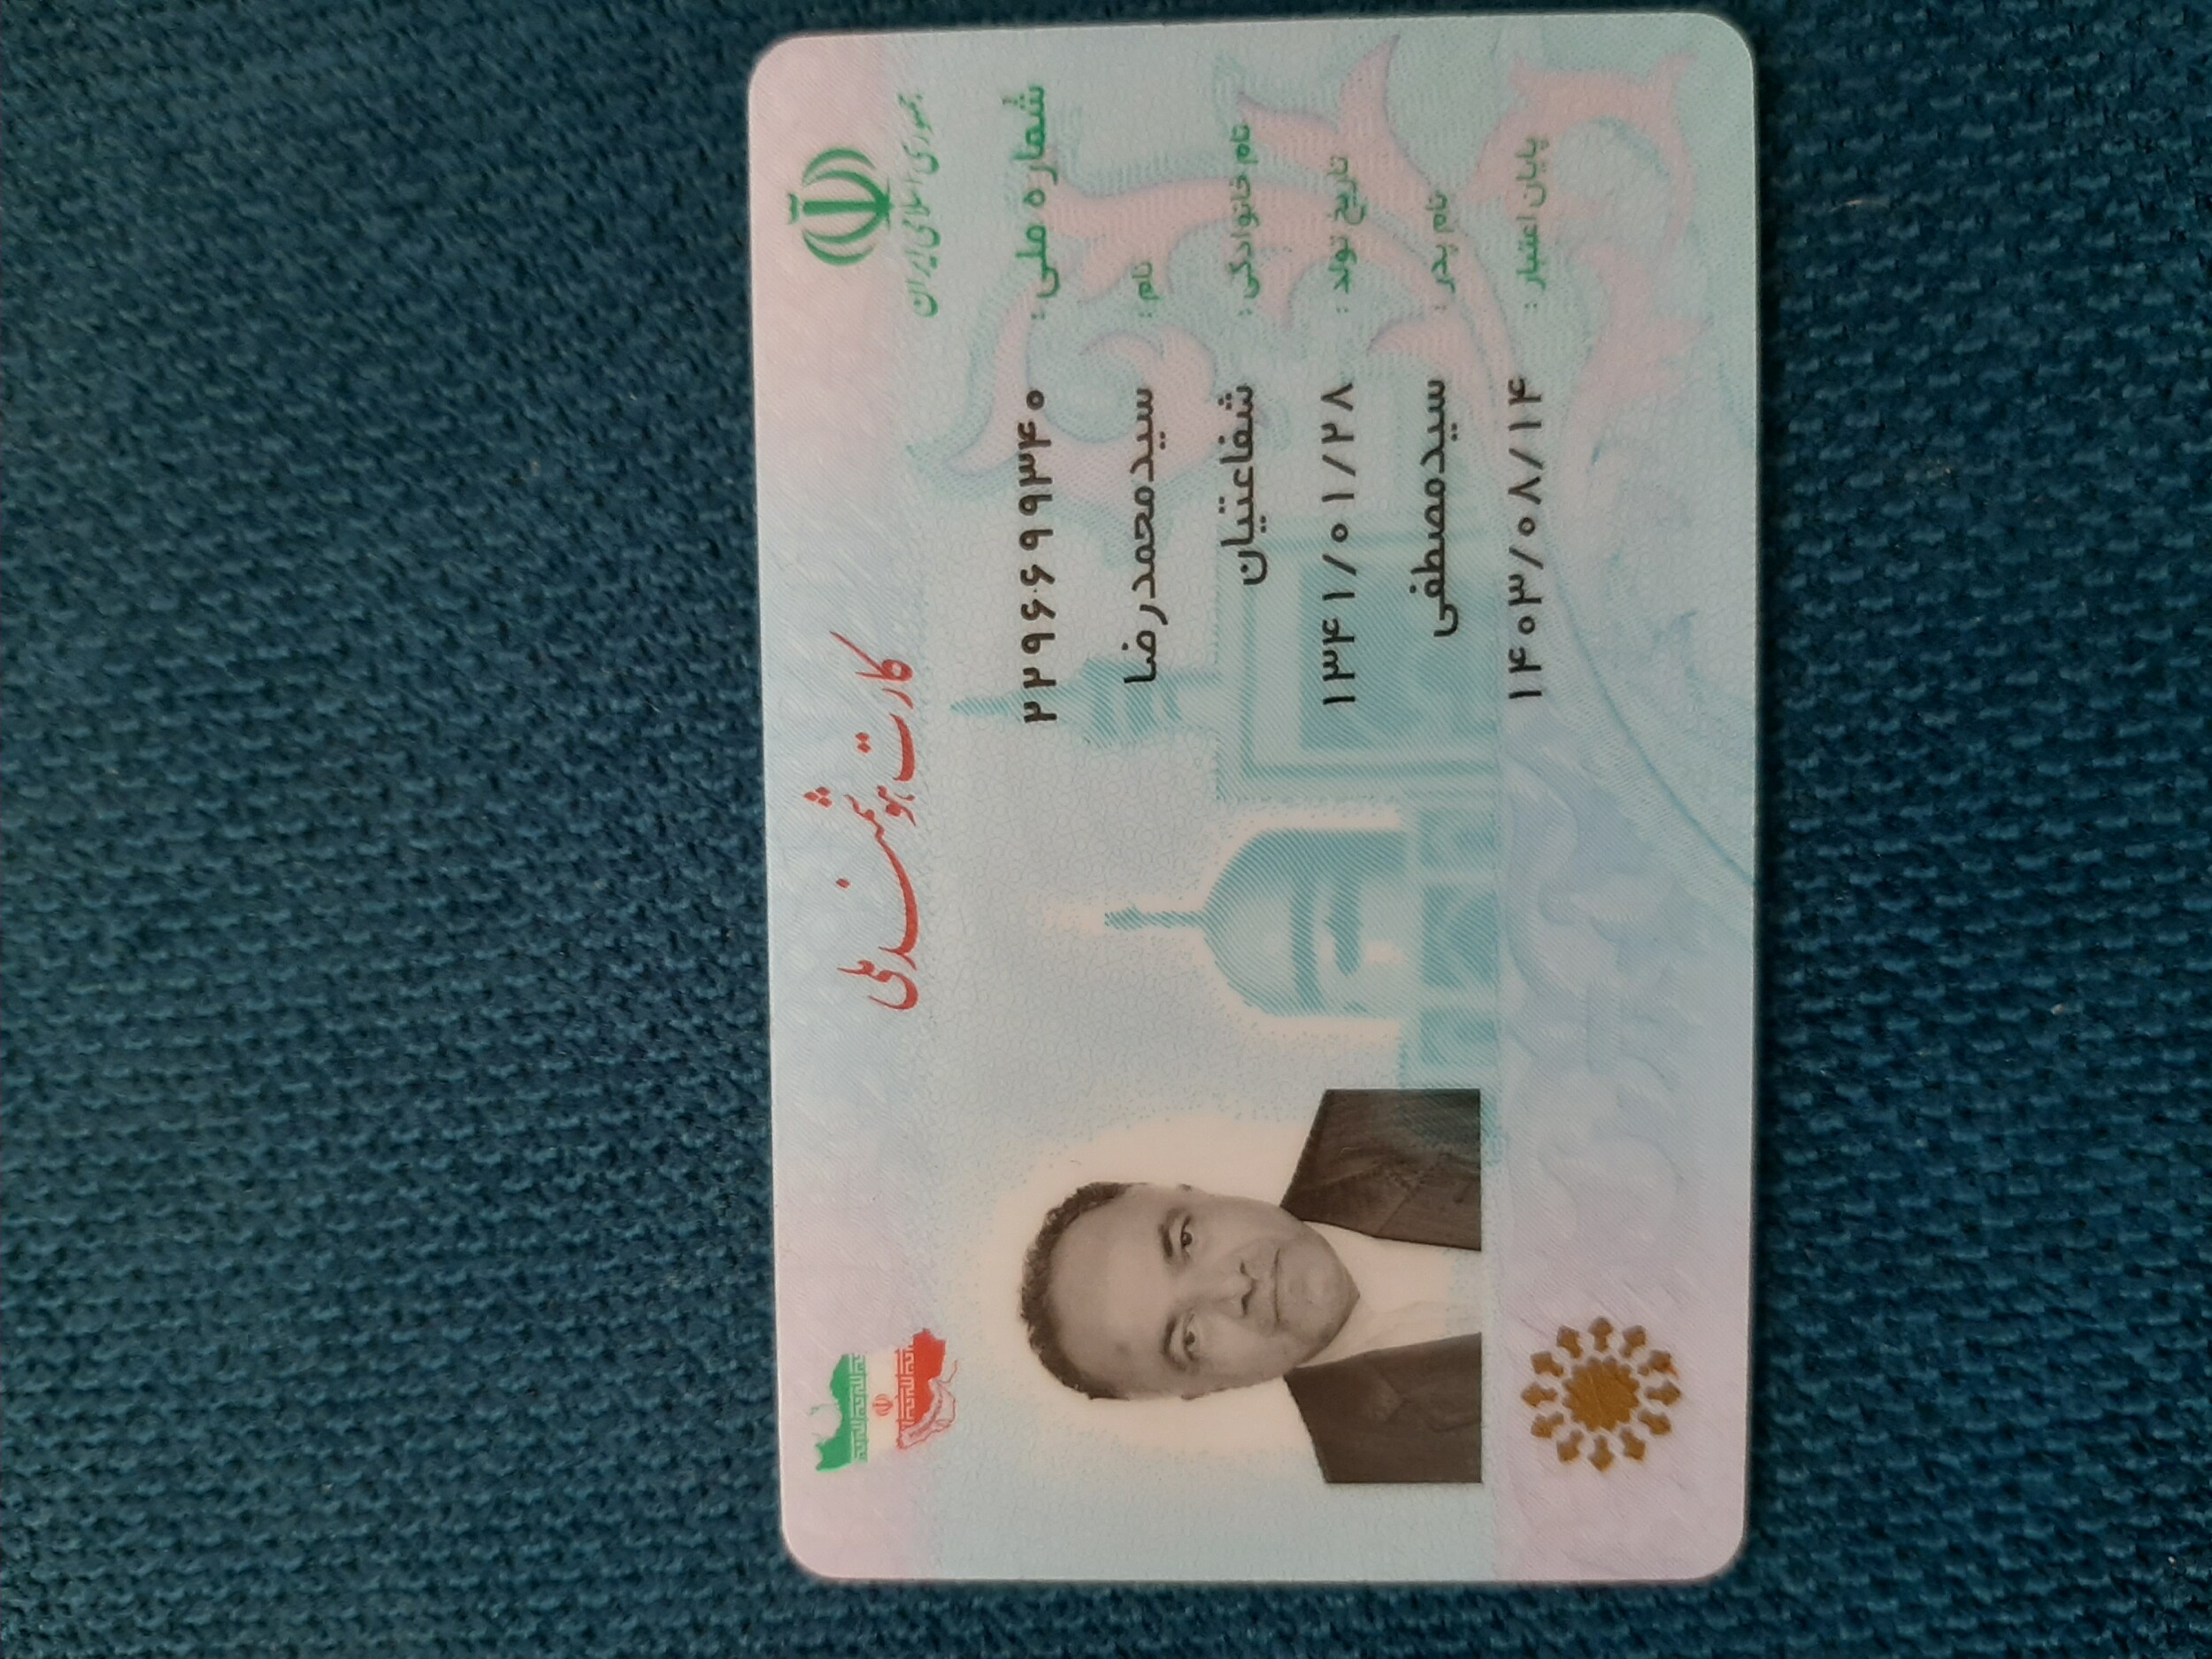 جمهوری اسلامی ایران
کارت هوشمند ملی
شماره ملی : ۲۲۹۶۶۹۹۳۴۰
نام : سیدمحمدرضا
نام خانوادگی : شفاعتیان
تاریخ تولد : ۱۳۴۱/۰۱/۲۸
نام پدر : سیدمصطفی
پایان اعتبار : ۱۴۰۳/۰۸/۱۴